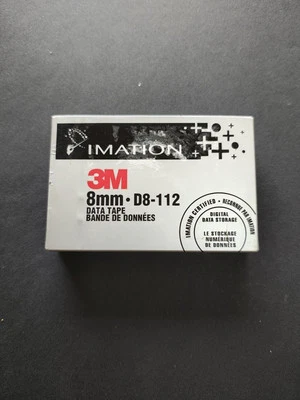 IMATION
3M
8mm • D8-112
DATA TAPE
BANDE DE DONNÉES
IMATION CERTIFIED • RECONNUE PAR IMATION
DIGITAL
DATA STORAGE
LE STOCKAGE
NUMÉRIQUE
DE DONNÉES